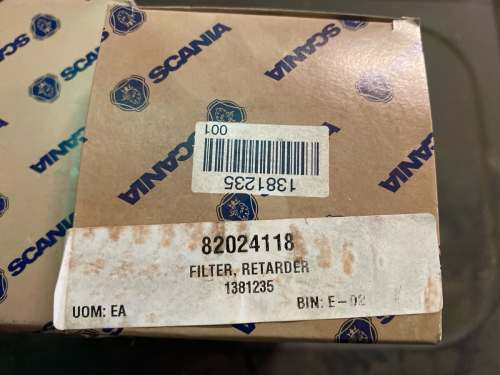 SCANIA
SCANIA
SCANIA
SCANIA
SCANIA
SCANIA
001
1381235
82024118
FILTER, RETARDER
1381235
UOM: EA
BIN: E-02